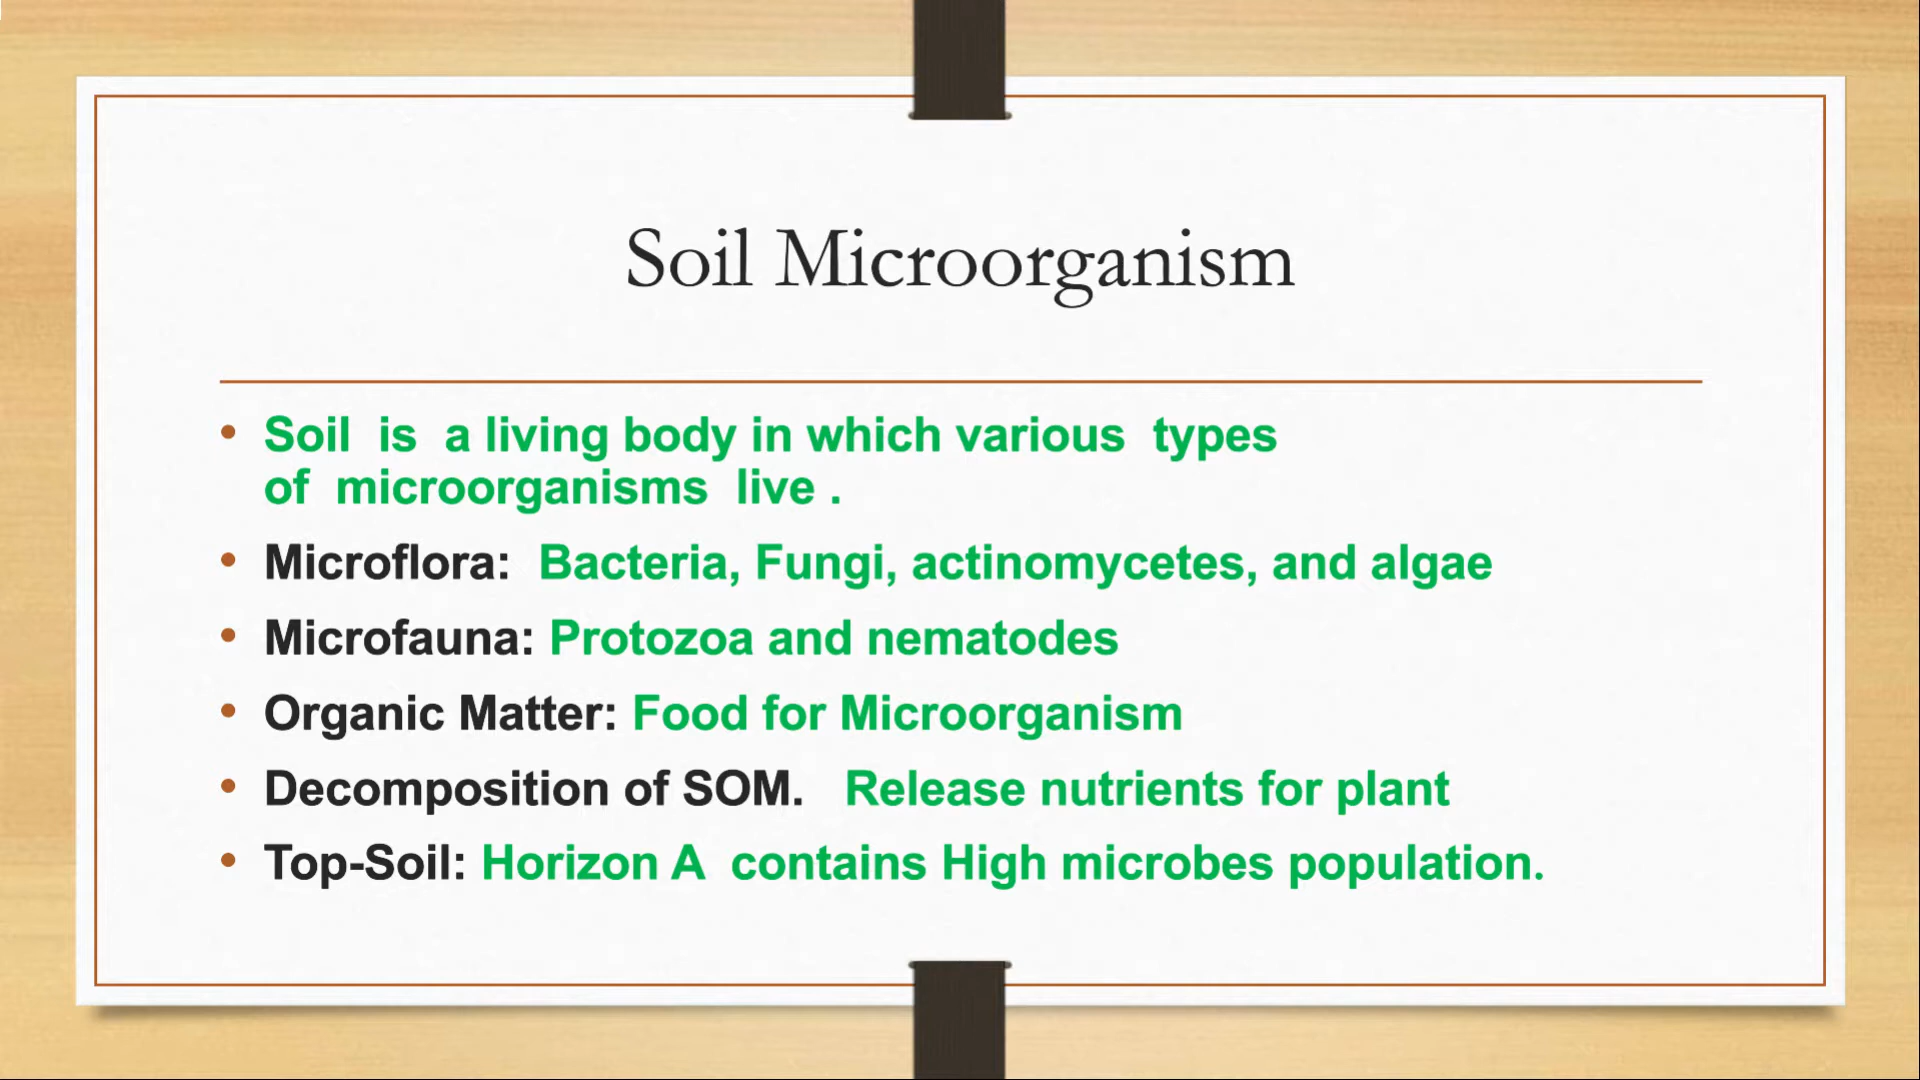 Soil Microorganism
• Soil  is  a living body in which various  types
of  microorganisms  live .
• Microflora:  Bacteria, Fungi, actinomycetes, and algae
• Microfauna: Protozoa and nematodes
• Organic Matter: Food for Microorganism
• Decomposition of SOM.   Release nutrients for plant
• Top-Soil: Horizon A  contains High microbes population.